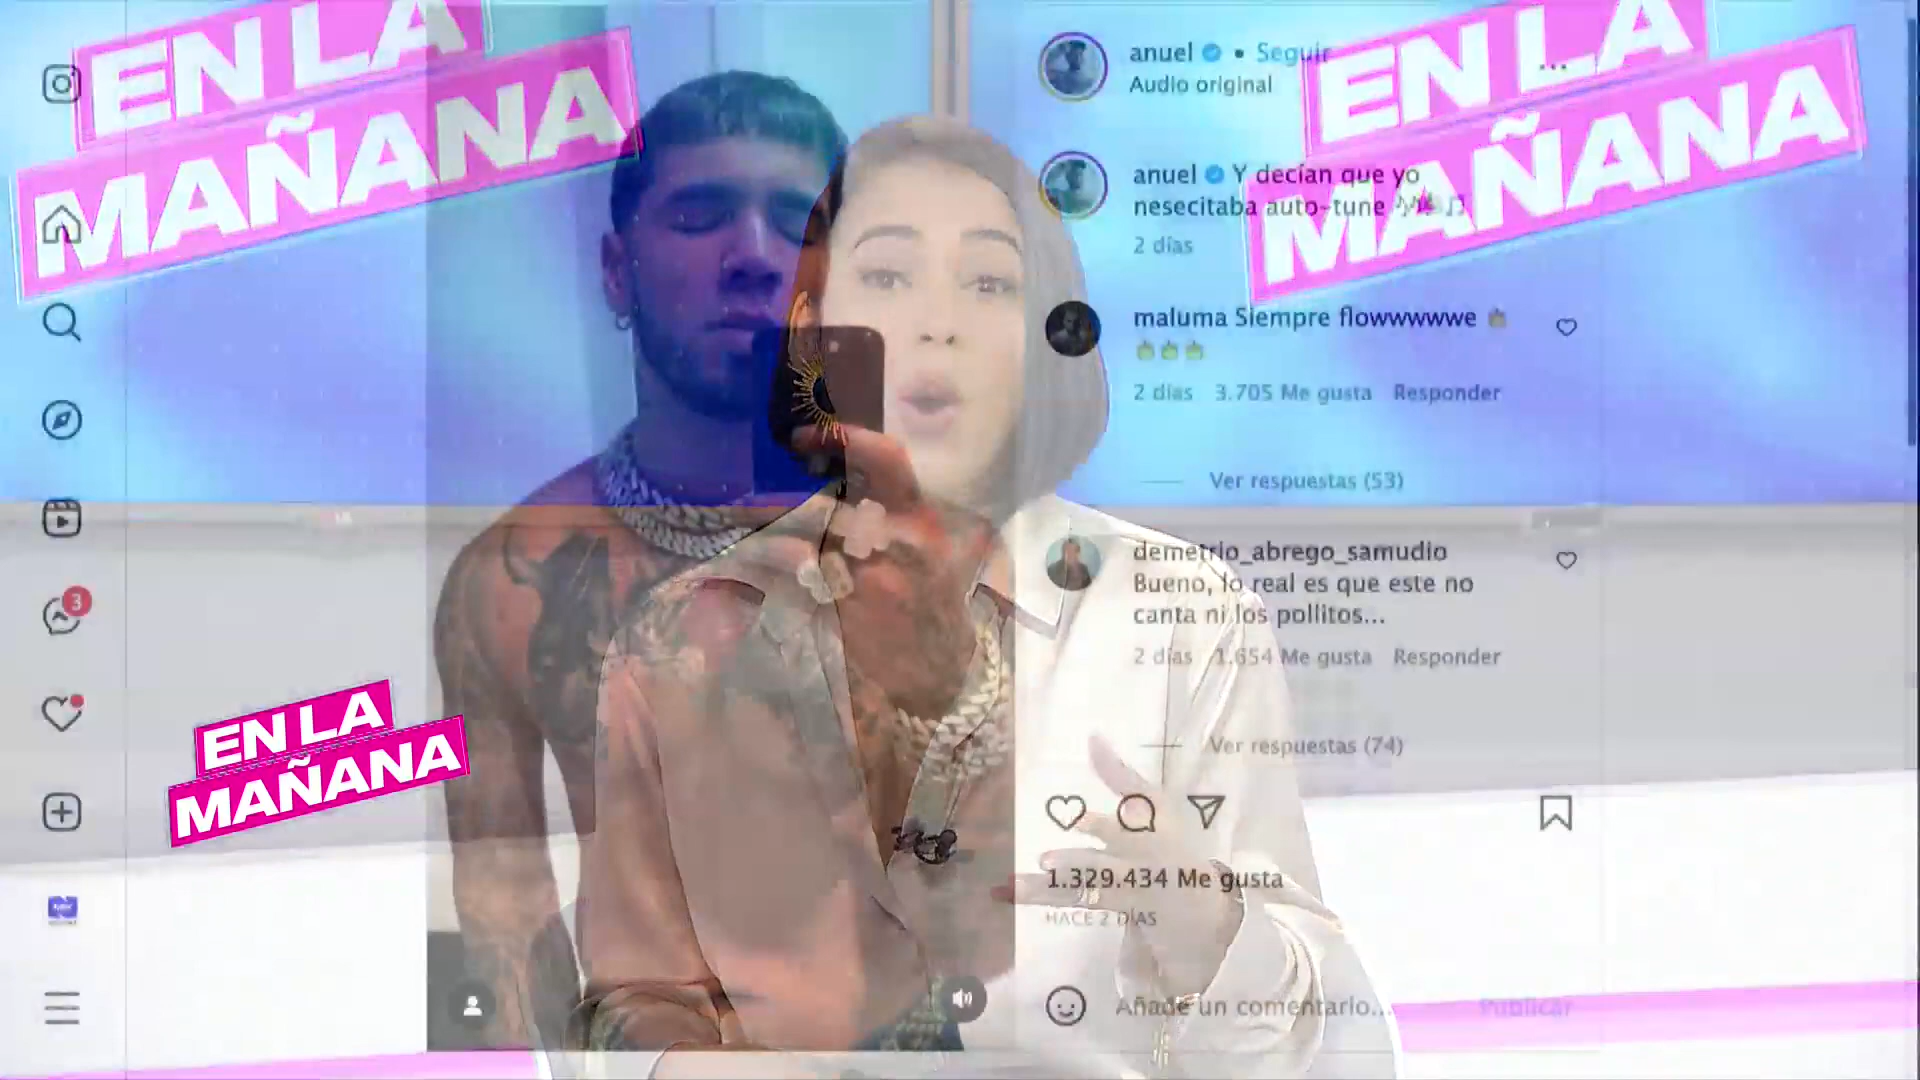 EN LA
MAÑANA
EN LA
MAÑANA
EN LA
MAÑANA
3
anuel • Seguir
Audio original
...
anuel Y decían que yo
nesecitaba auto-tune
2 días
maluma Siempre flowwwwwe
2 días 3.705 Me gusta Responder
Ver respuestas (53)
demetrio_abrego_samudio
Bueno, lo real es que este no
canta ni los pollitos...
2 días 1.654 Me gusta Responder
Ver respuestas (74)
1.329.434 Me gusta
HACE 2 DÍAS
Añade un comentario... Publicar